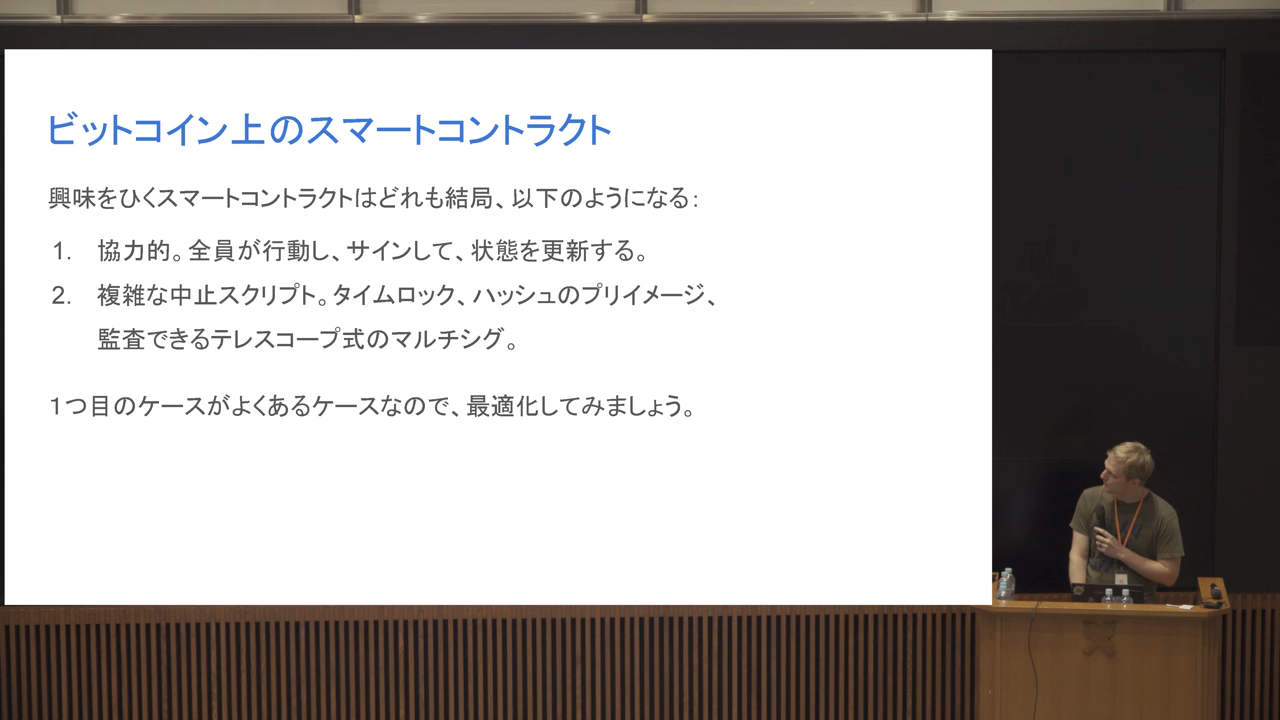 ビットコイン上のスマートコントラクト
興味をひくスマートコントラクトはどれも結局、以下のようになる：
1. 協力的。全員が行動し、サインして、状態を更新する。
2. 複雑な中止スクリプト。タイムロック、ハッシュのプリイメージ、
監査できるテレスコープ式のマルチシグ。
１つ目のケースがよくあるケースなので、最適化してみましょう。